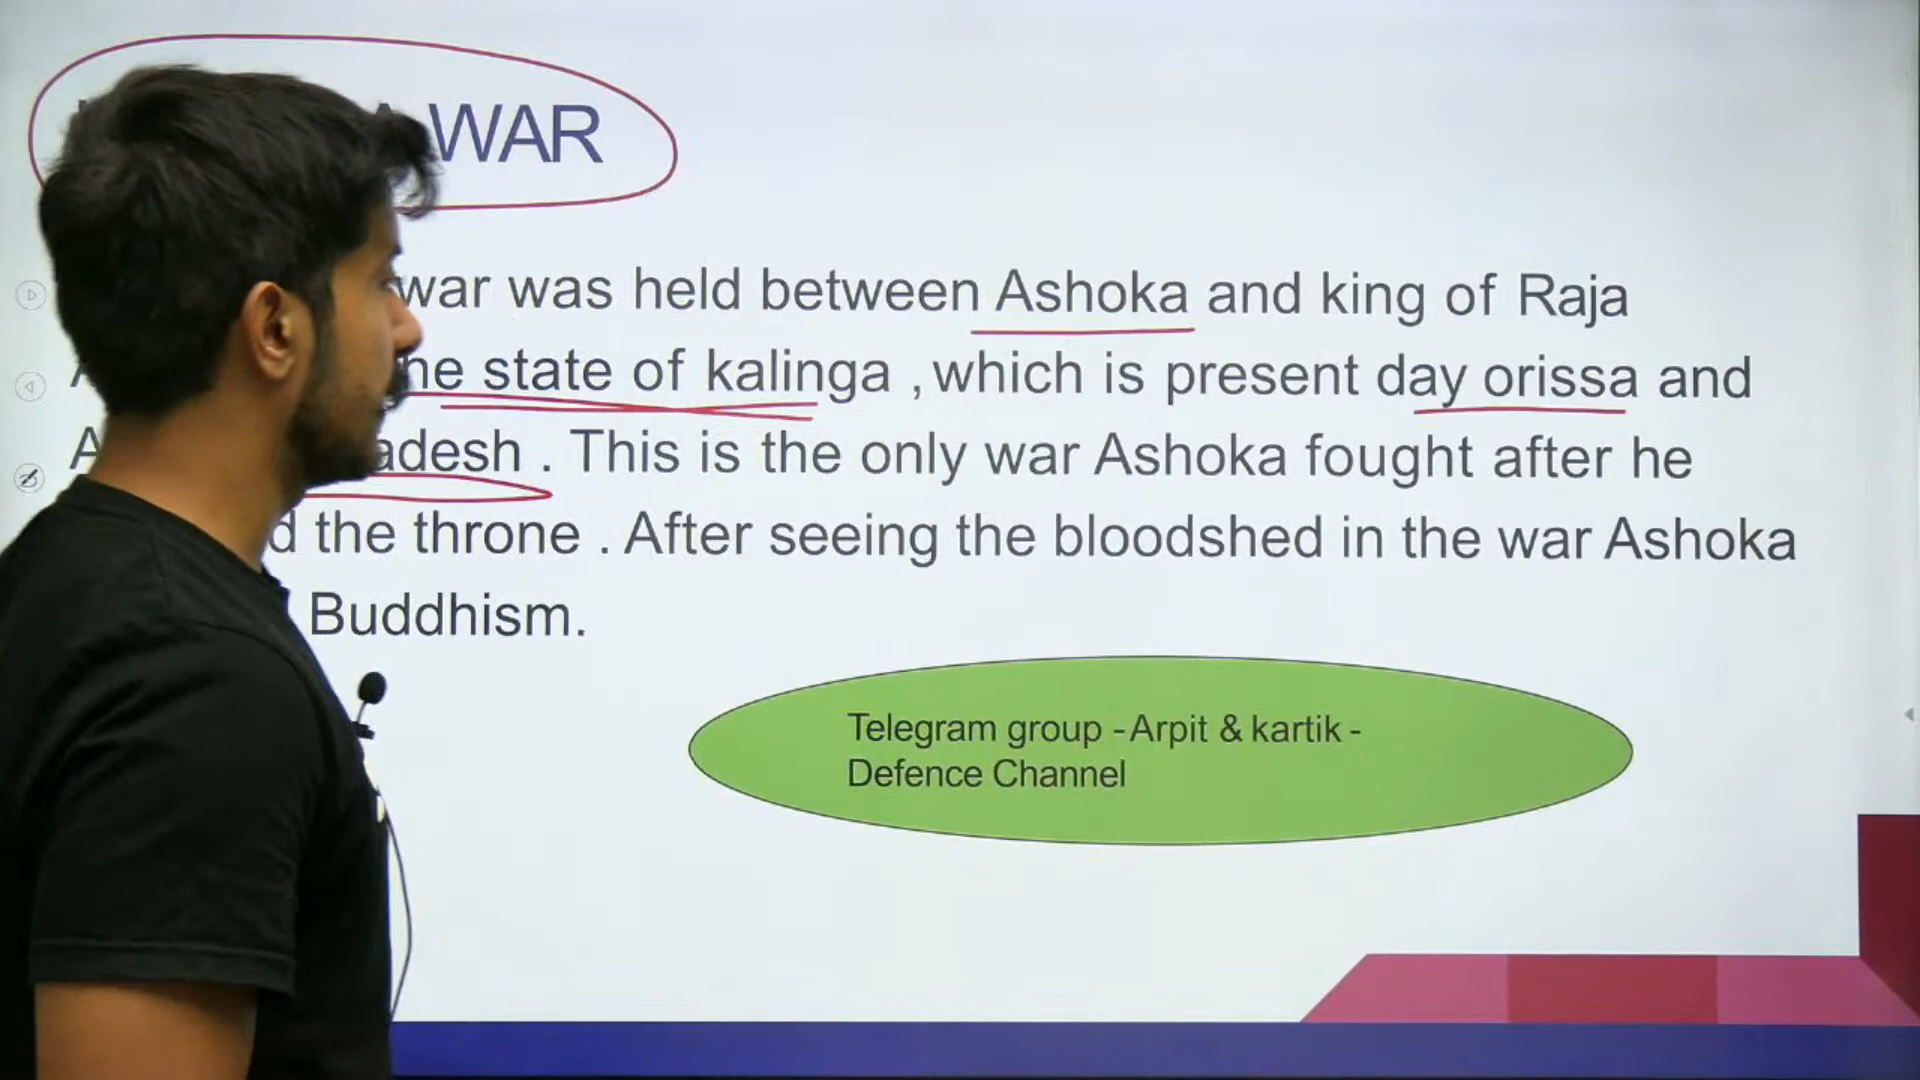 WAR
war was held between Ashoka and king of Raja
state of kalinga , which is present day orissa and
. This is the only war Ashoka fought after he
the throne . After seeing the bloodshed in the war Ashoka
Buddhism.
Telegram group - Arpit & kartik -
Defence Channel